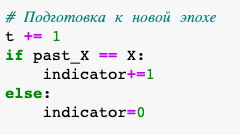 # Подготовка к новой эпохе
t += 1
if past_X == X:
    indicator+=1
else:
    indicator=0